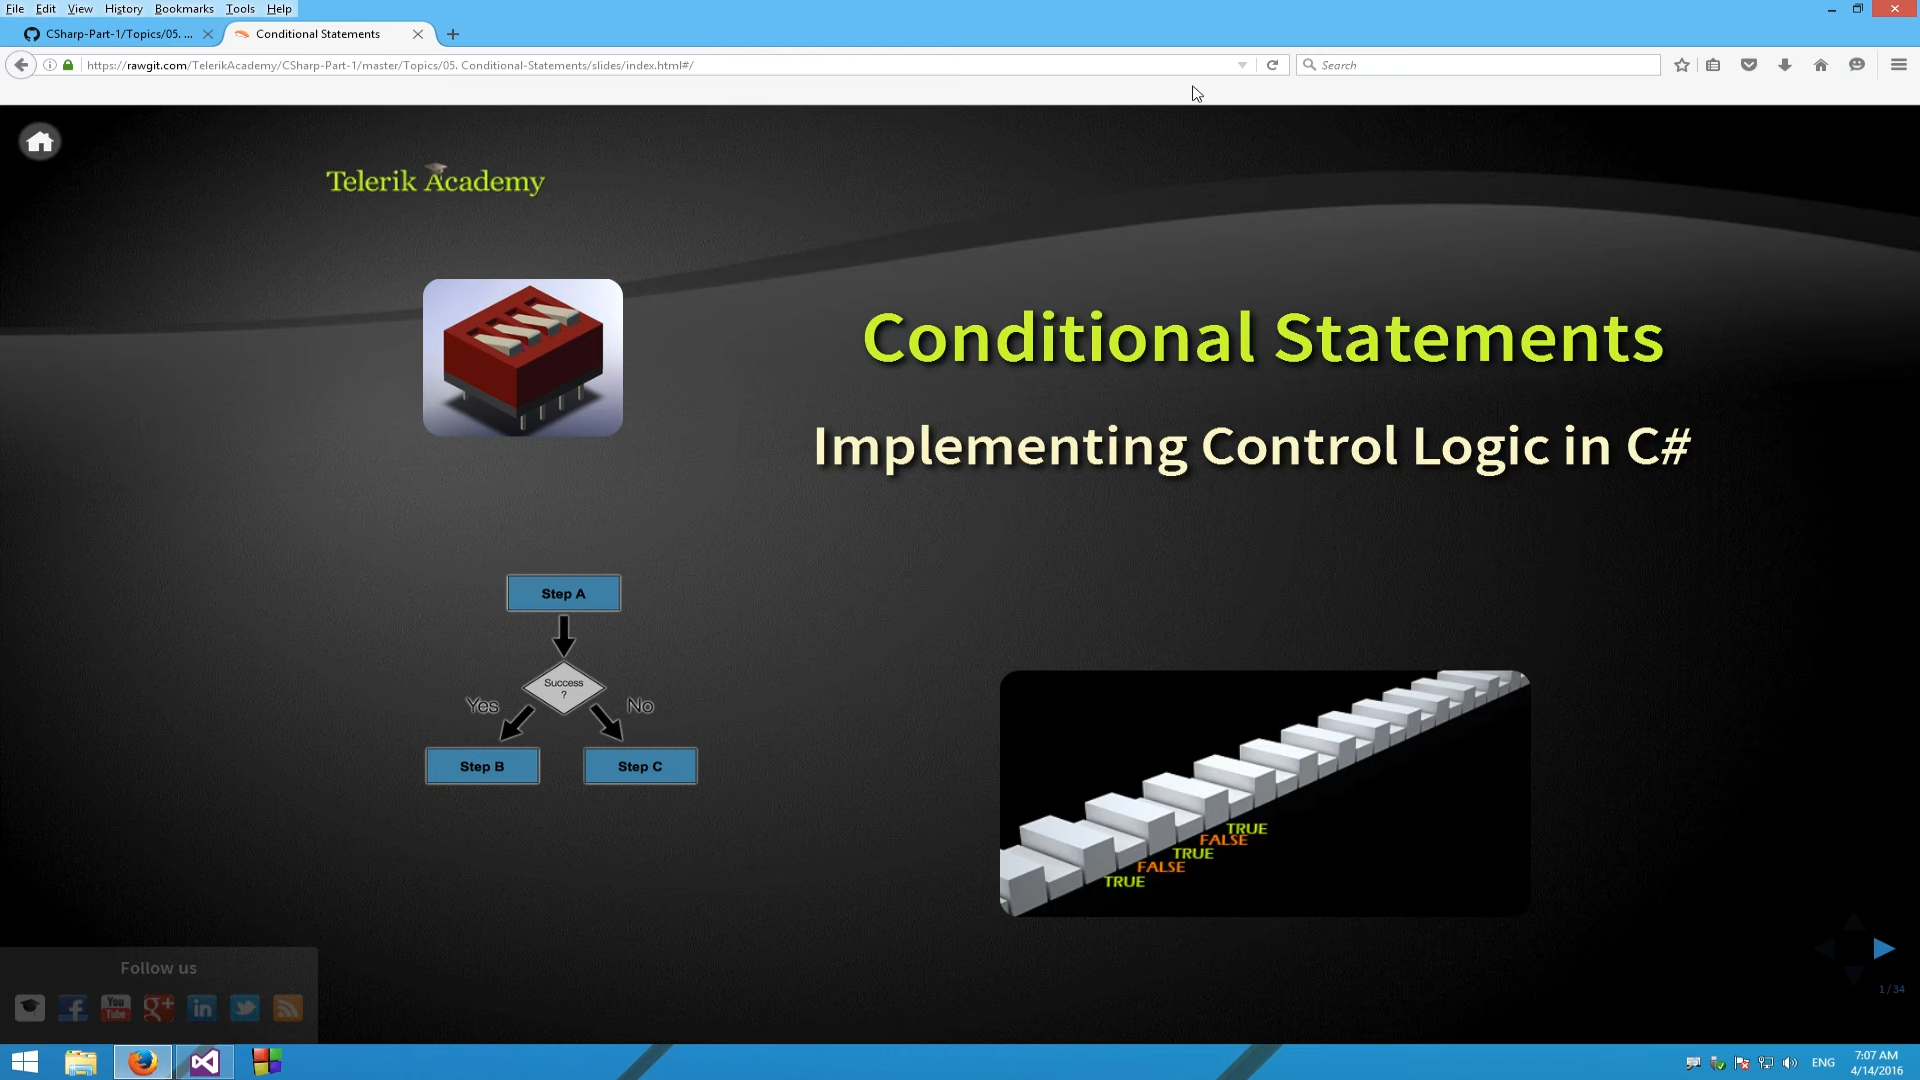 File Edit View History Bookmarks Tools Help
CSharp-Part-1/Topics/05. ...
Conditional Statements
https://rawgit.com/TelerikAcademy/CSharp-Part-1/master/Topics/05. Conditional-Statements/slides/index.html#/
Search
Telerik Academy
Conditional Statements
Implementing Control Logic in C#
Step A
Success
?
Yes
No
Step B
Step C
TRUE
FALSE
TRUE
FALSE
TRUE
Follow us
You
Tube
g+
in
1 / 34
ENG
7:07 AM
4/14/2016